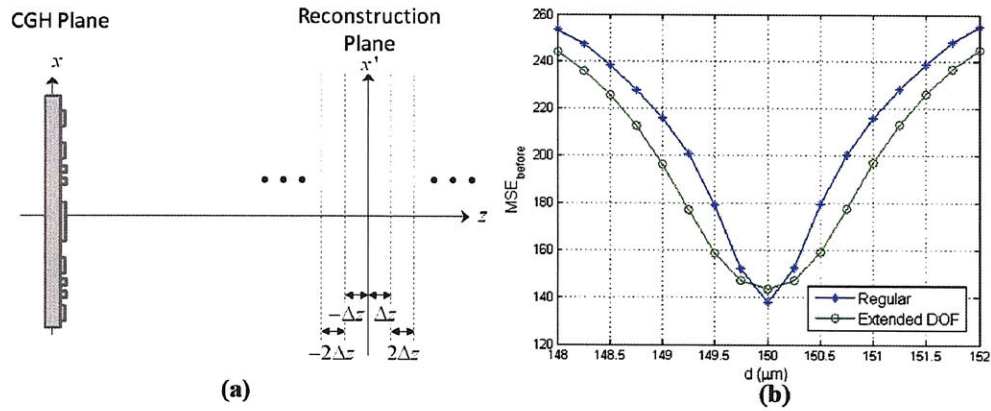 CGH Plane
Reconstruction
Plane
x
x'
z
-Δz Δz
-2Δz 2Δz
(a)
260
240
220
200
180
160
140
120
MSE_before
148 148.5 149 149.5 150 150.5 151 151.5 152
d (μm)
Regular
Extended DOF
(b)